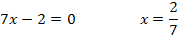 7x − 2 = 0 x = 2/7